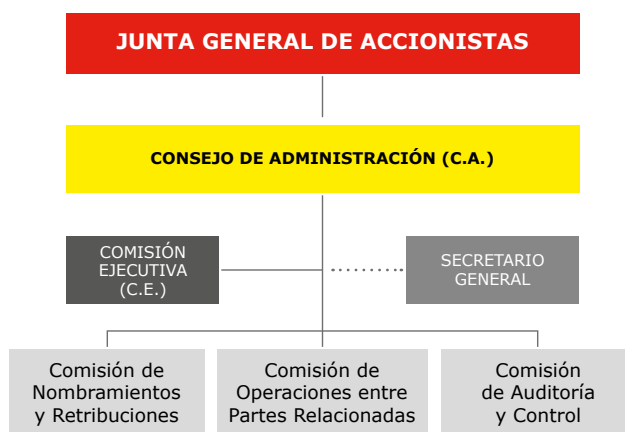 JUNTA GENERAL DE ACCIONISTAS
CONSEJO DE ADMINISTRACIÓN (C.A.)
COMISIÓN
EJECUTIVA
(C.E.)
SECRETARIO
GENERAL
Comisión de
Nombramientos
y Retribuciones
Comisión de
Operaciones entre
Partes Relacionadas
Comisión
de Auditoría
y Control